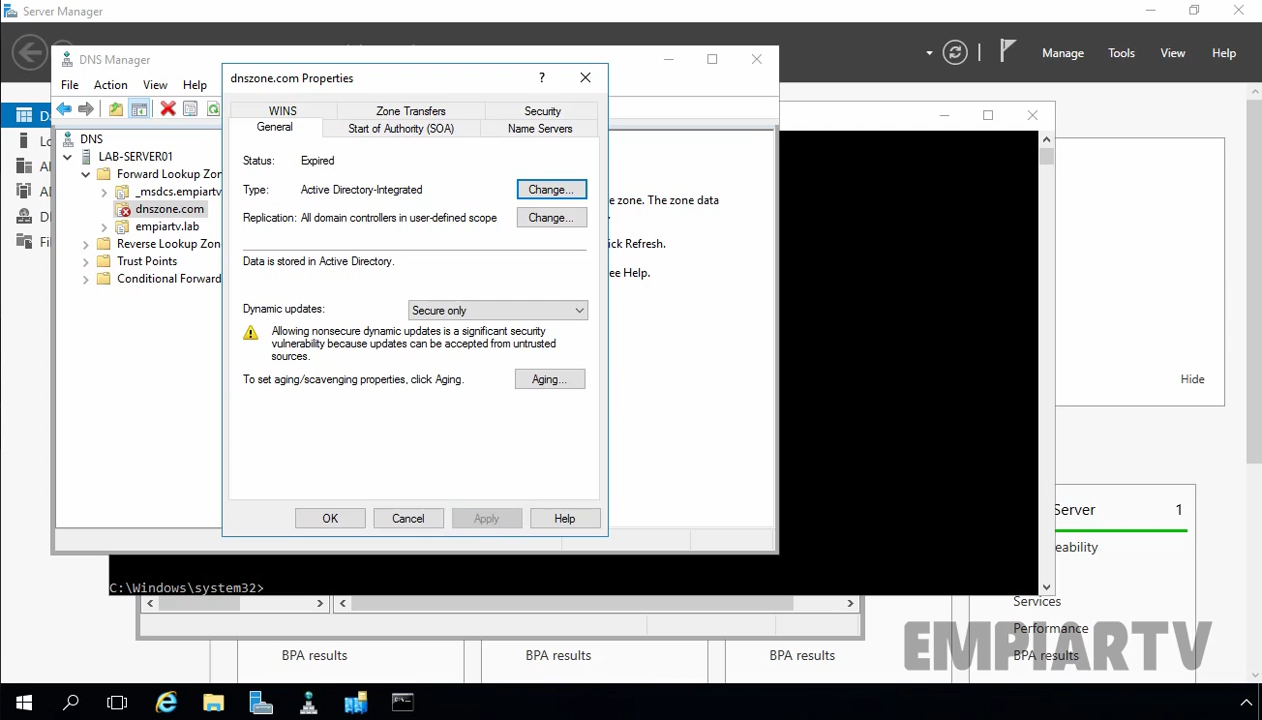 Server Manager
Manage
Tools
View
Help
DNS Manager
File
Action
View
Help
DNS
LAB-SERVER01
Forward Lookup Zon
_msdcs.empiartv
dnszone.com
empiartv.lab
Reverse Lookup Zon
Trust Points
Conditional Forward
dnszone.com Properties
?
WINS
Zone Transfers
Security
General
Start of Authority (SOA)
Name Servers
Status:
Expired
Type:
Active Directory-Integrated
Change...
Replication:
All domain controllers in user-defined scope
Change...
Data is stored in Active Directory.
Dynamic updates:
Secure only
Allowing nonsecure dynamic updates is a significant security
vulnerability because updates can be accepted from untrusted
sources.
To set aging/scavenging properties, click Aging.
Aging...
OK
Cancel
Apply
Help
e zone. The zone data
ick Refresh.
ee Help.
C:\Windows\system32>
D
Lo
Al
Al
D
Fi
Hide
Server
1
eability
Services
Performance
BPA results
BPA results
BPA results
BPA results
EMPIARTV